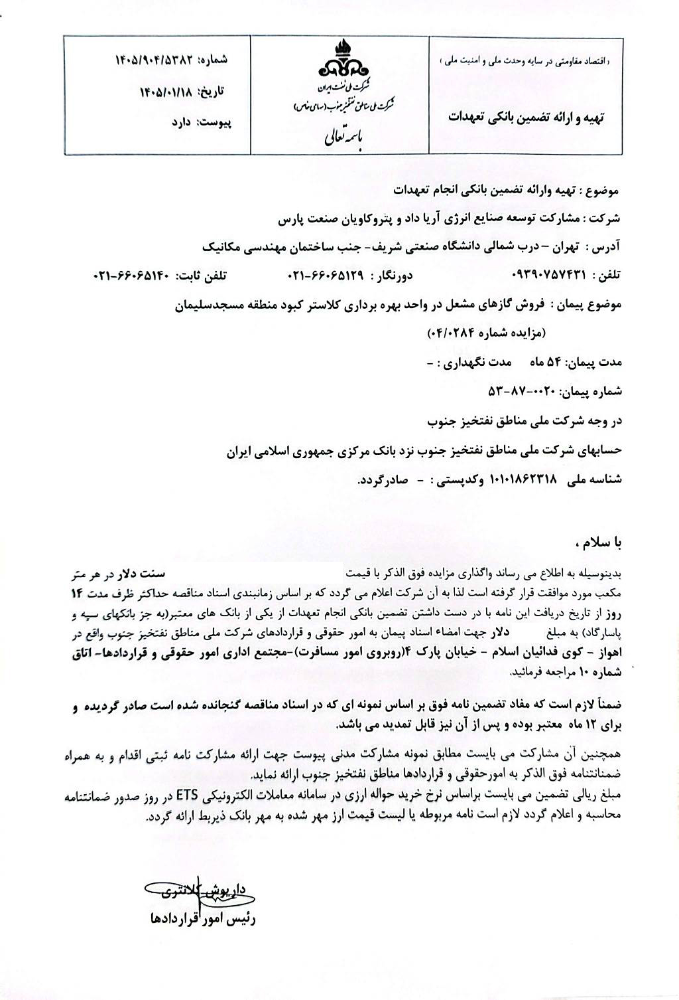 (اقتصاد مقاومتی در سایه وحدت ملی و امنیت ملی)
تهیه و ارائه تضمین بانکی تعهدات
شرکت ملی نفت ایران
شرکت ملی مناطق نفتخیز جنوب (سهامی خاص)
باسمه تعالی
شماره: ۱۴۰۵/۹۰۴/۵۳۸۲
تاریخ: ۱۴۰۵/۰۱/۱۸
پیوست: دارد
موضوع : تهیه وارائه تضمین بانکی انجام تعهدات
شرکت : مشارکت توسعه صنایع انرژی آریا داد و پتروکاویان صنعت پارس
آدرس : تهران – درب شمالی دانشگاه صنعتی شریف- جنب ساختمان مهندسی مکانیک
تلفن : ۰۹۳۹۰۷۵۷۴۳۱ دورنگار : ۰۲۱-۶۶۰۶۵۱۲۹ تلفن ثابت: ۰۲۱-۶۶۰۶۵۱۴۰
موضوع پیمان : فروش گازهای مشعل در واحد بهره برداری کلاستر کبود منطقه مسجدسلیمان
(مزایده شماره ۰۴/۰۲۸۴)
مدت پیمان: ۵۴ ماه مدت نگهداری : -
شماره پیمان: ۰۰۲۰-۸۷-۵۳
در وجه شرکت ملی مناطق نفتخیز جنوب
حسابهای شرکت ملی مناطق نفتخیز جنوب نزد بانک مرکزی جمهوری اسلامی ایران
شناسه ملی ۱۰۱۰۱۸۶۲۳۱۸ وکدپستی : - صادرگردد.
با سلام ،
بدینوسیله به اطلاع می رساند واگذاری مزایده فوق الذکر با قیمت سنت دلار در هر متر
مکعب مورد موافقت قرار گرفته است لذا به آن شرکت اعلام می گردد که بر اساس زمانبندی اسناد مناقصه حداکثر ظرف مدت ۱۴
روز از تاریخ دریافت این نامه با در دست داشتن تضمین بانکی انجام تعهدات از یکی از بانک های معتبر(به جز بانکهای سپه و
پاسارگاد) به مبلغ دلار جهت امضاء اسناد پیمان به امور حقوقی و قراردادهای شرکت ملی مناطق نفتخیز جنوب واقع در
اهواز - کوی فدائیان اسلام - خیابان پارک ۴(روبروی امور مسافرت)-مجتمع اداری امور حقوقی و قراردادها- اتاق
شماره ۱۰ مراجعه فرمائید.
ضمناً لازم است که مفاد تضمین نامه فوق بر اساس نمونه ای که در اسناد مناقصه گنجانده شده است صادر گردیده و
برای ۱۲ ماه معتبر بوده و پس از آن نیز قابل تمدید می باشد.
همچنین آن مشارکت می بایست مطابق نمونه مشارکت مدنی پیوست جهت ارائه مشارکت نامه ثبتی اقدام و به همراه
ضمنانتنامه فوق الذکر به امورحقوقی و قراردادها مناطق نفتخیز جنوب ارائه نماید.
مبلغ ریالی تضمین می بایست براساس نرخ خرید حواله ارزی در سامانه معاملات الکترونیکی ETS در روز صدور ضمانتنامه
محاسبه و اعلام گردد لازم است نامه مربوطه یا لیست قیمت ارز مهر شده به مهر بانک ذیربط ارائه گردد.
داریوش کلانتری
رئیس امور قراردادها